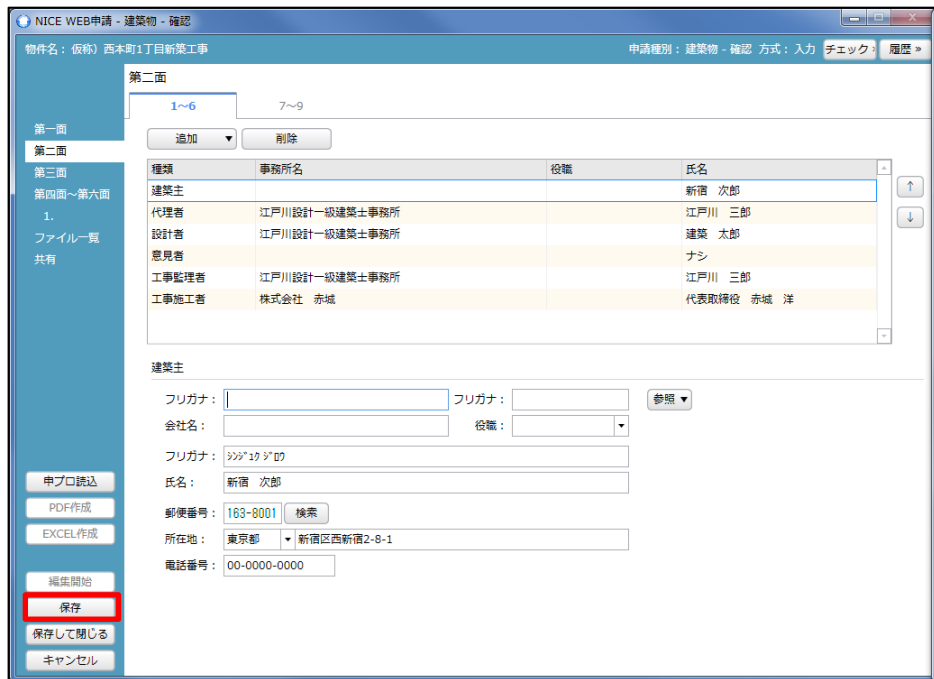 NICE WEB申請 - 建築物 - 確認
物件名： 仮称）西本町1丁目新築工事
申請種別： 建築物 - 確認 方式： 入力 チェック » 履歴 »
第二面
1～6 7～9
第一面
第二面
第三面
第四面～第六面
1.
ファイル一覧
共有
追加 ▼ 削除
種類 事務所名 役職 氏名
建築主 新宿 次郎
代理者 江戸川設計一級建築士事務所 江戸川 三郎
設計者 江戸川設計一級建築士事務所 建築 太郎
意見者 ナシ
工事監理者 江戸川設計一級建築士事務所 江戸川 三郎
工事施工者 株式会社 赤城 代表取締役 赤城 洋
↑
↓
建築主
フリガナ： フリガナ： 参照 ▼
会社名： 役職：
フリガナ： ｼﾝｼﾞｭｸ ｼﾞﾛｳ
氏名： 新宿 次郎
郵便番号： 163-8001 検索
所在地： 東京都 新宿区西新宿2-8-1
電話番号： 00-0000-0000
申プロ読込
PDF作成
EXCEL作成
編集開始
保存
保存して閉じる
キャンセル